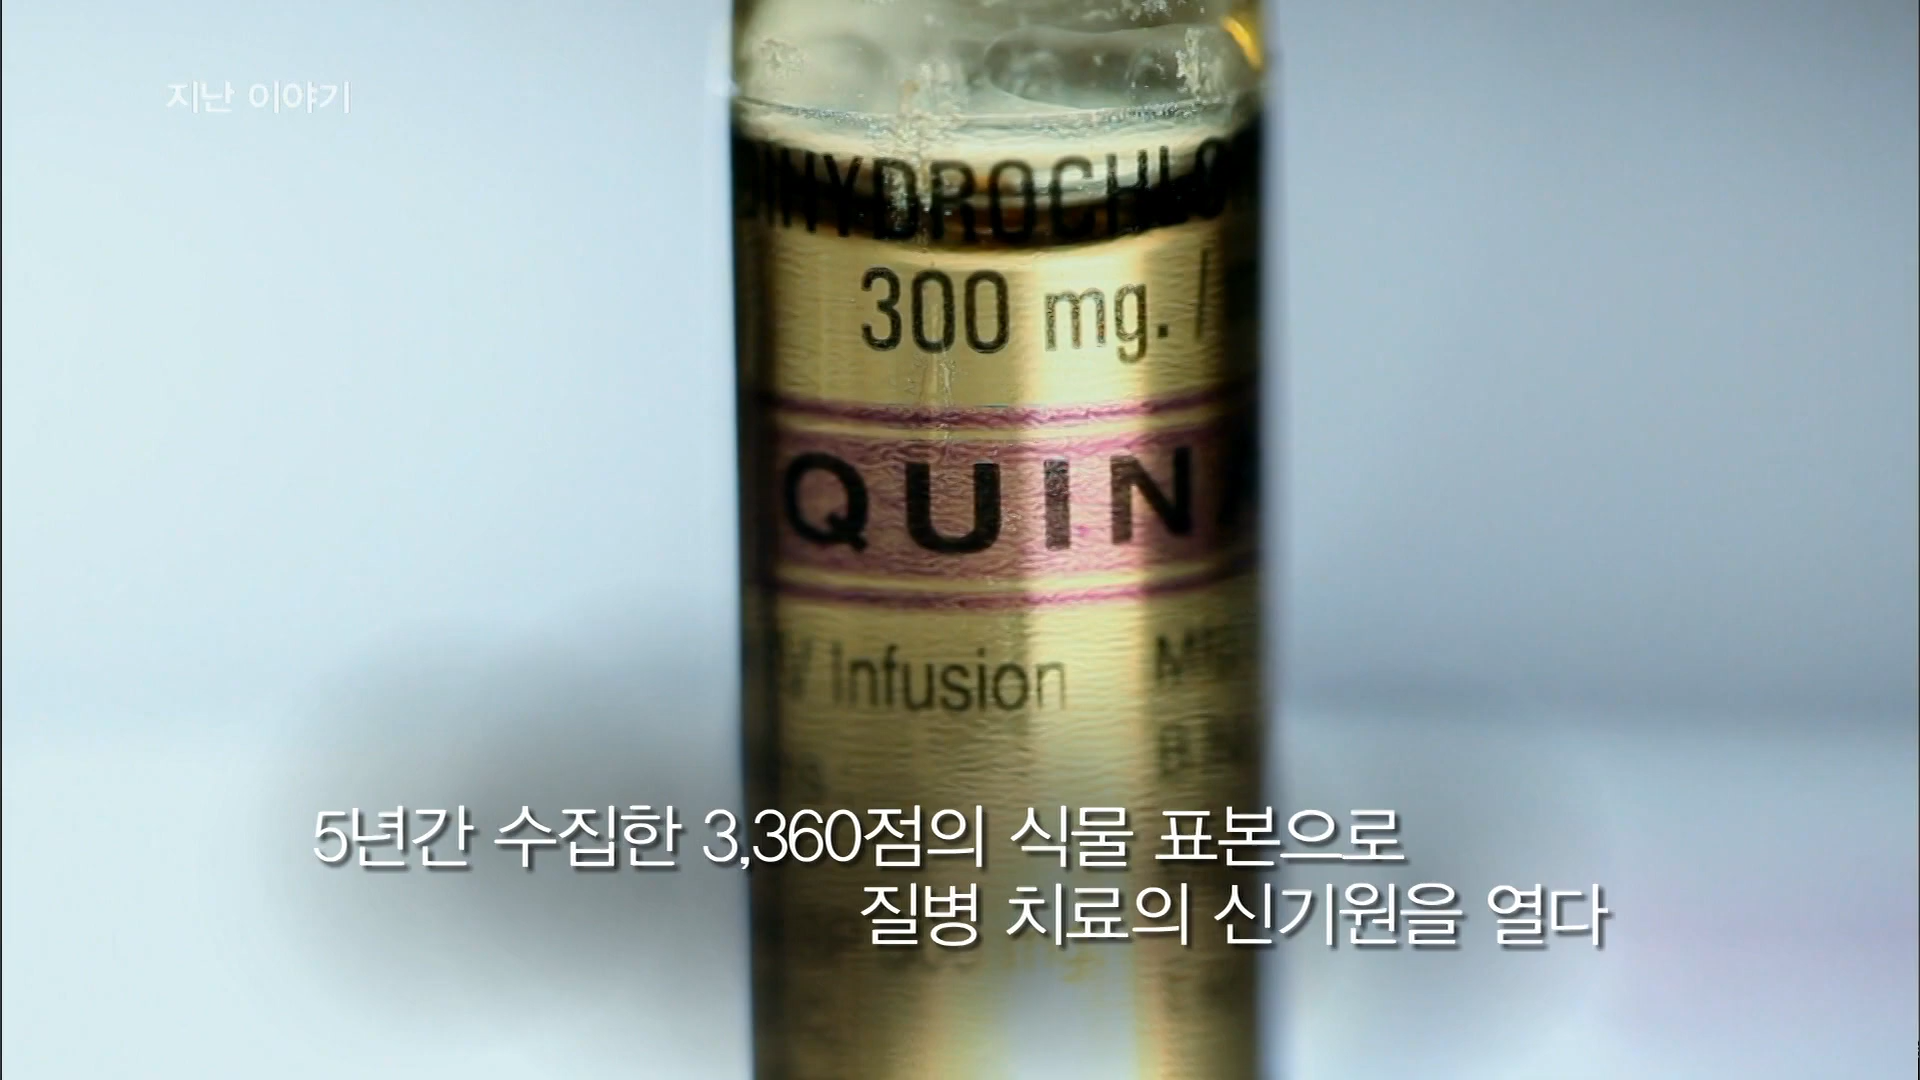 지난 이야기
300 mg. /
QUIN
Infusion
5년간 수집한 3,360점의 식물 표본으로
질병 치료의 신기원을 열다